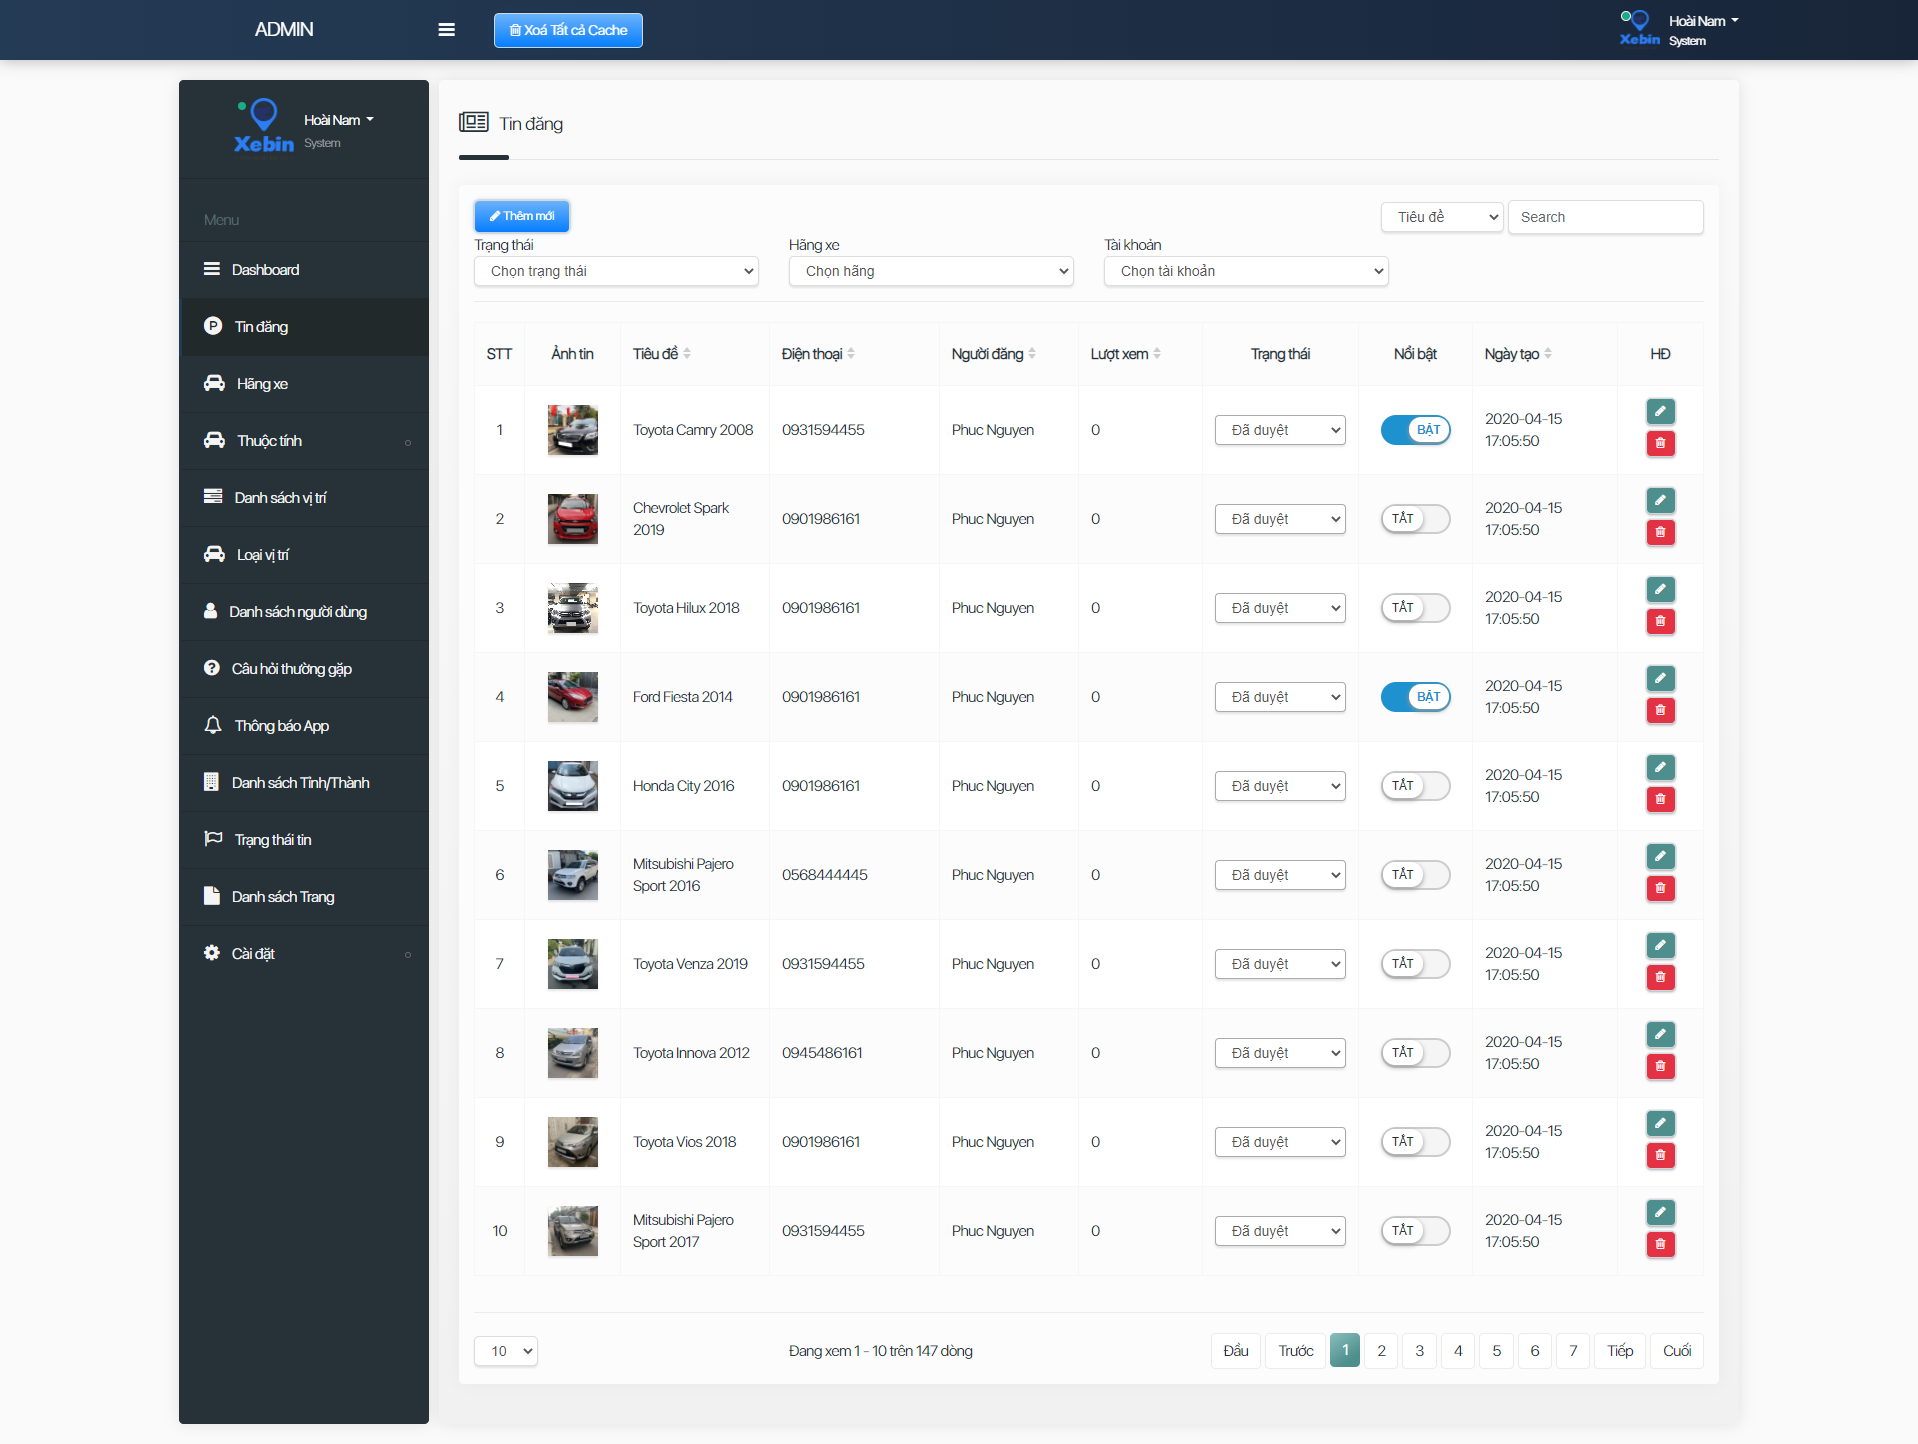 ADMIN
Xoá Tất cả Cache
Xebin
Hoài Nam
System
Xebin
Hoài Nam
System
Menu
Dashboard
Tin đăng
Hãng xe
Thuộc tính
Danh sách vị trí
Loại vị trí
Danh sách người dùng
Câu hỏi thường gặp
Thông báo App
Danh sách Tỉnh/Thành
Trạng thái tin
Danh sách Trang
Cài đặt
Tin đăng
Thêm mới
Tiêu đề
Search
Trạng thái
Hãng xe
Tài khoản
Chọn trạng thái
Chọn hãng
Chọn tài khoản
STT Ảnh tin Tiêu đề Điện thoại Người đăng Lượt xem Trạng thái Nổi bật Ngày tạo HĐ
1 Toyota Camry 2008 0931594455 Phuc Nguyen 0 Đã duyệt BẬT 2020-04-15
17:05:50
2 Chevrolet Spark
2019 0901986161 Phuc Nguyen 0 Đã duyệt TẮT 2020-04-15
17:05:50
3 Toyota Hilux 2018 0901986161 Phuc Nguyen 0 Đã duyệt TẮT 2020-04-15
17:05:50
4 Ford Fiesta 2014 0901986161 Phuc Nguyen 0 Đã duyệt BẬT 2020-04-15
17:05:50
5 Honda City 2016 0901986161 Phuc Nguyen 0 Đã duyệt TẮT 2020-04-15
17:05:50
6 Mitsubishi Pajero
Sport 2016 0568444445 Phuc Nguyen 0 Đã duyệt TẮT 2020-04-15
17:05:50
7 Toyota Venza 2019 0931594455 Phuc Nguyen 0 Đã duyệt TẮT 2020-04-15
17:05:50
8 Toyota Innova 2012 0945486161 Phuc Nguyen 0 Đã duyệt TẮT 2020-04-15
17:05:50
9 Toyota Vios 2018 0901986161 Phuc Nguyen 0 Đã duyệt TẮT 2020-04-15
17:05:50
10 Mitsubishi Pajero
Sport 2017 0931594455 Phuc Nguyen 0 Đã duyệt TẮT 2020-04-15
17:05:50
10
Đang xem 1 - 10 trên 147 dòng
Đầu Trước 1 2 3 4 5 6 7 Tiếp Cuối